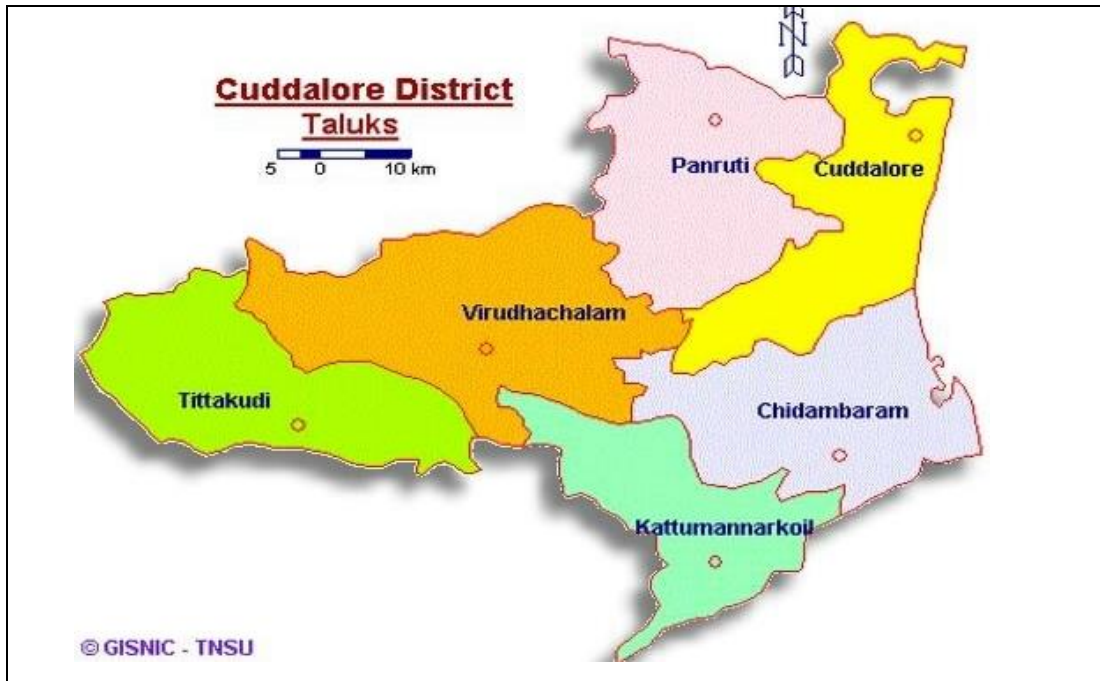 N
Cuddalore District
Taluks
5 0 10 km
Panruti
Cuddalore
Virudhachalam
Tittakudi
Chidambaram
Kattumannarkoil
© GISNIC - TNSU